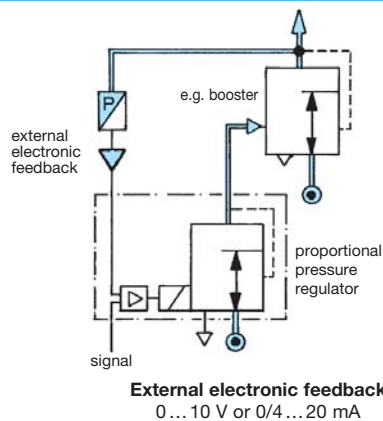 P
e.g. booster
external
electronic
feedback
proportional
pressure
regulator
signal
External electronic feedback
0 ... 10 V or 0/4 ... 20 mA